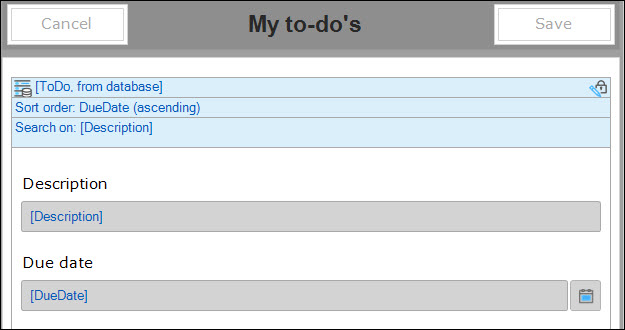 Cancel
My to-do's
Save
[ToDo, from database]
Sort order: DueDate (ascending)
Search on: [Description]
Description
[Description]
Due date
[DueDate]